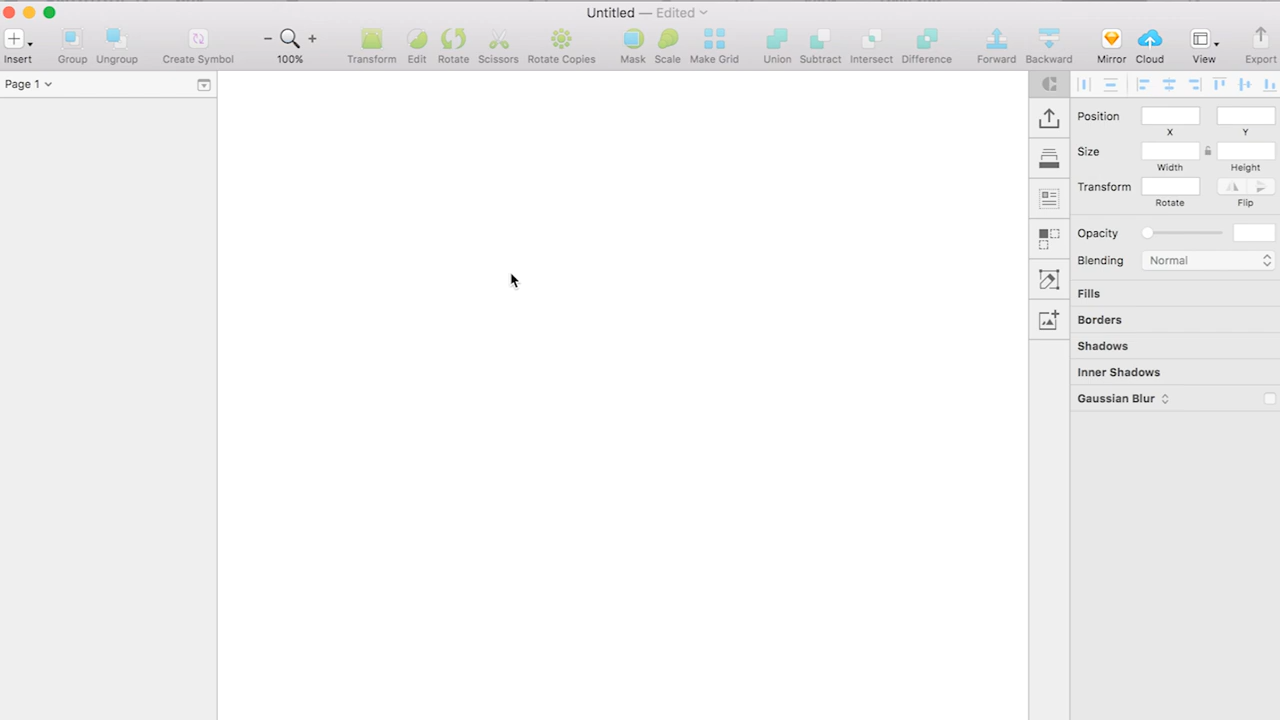 Untitled — Edited
Insert Group Ungroup Create Symbol 100% Transform Edit Rotate Scissors Rotate Copies Mask Scale Make Grid Union Subtract Intersect Difference Forward Backward Mirror Cloud View Export
Page 1
Position
X Y
Size
Width Height
Transform
Rotate Flip
Opacity
Blending Normal
Fills
Borders
Shadows
Inner Shadows
Gaussian Blur